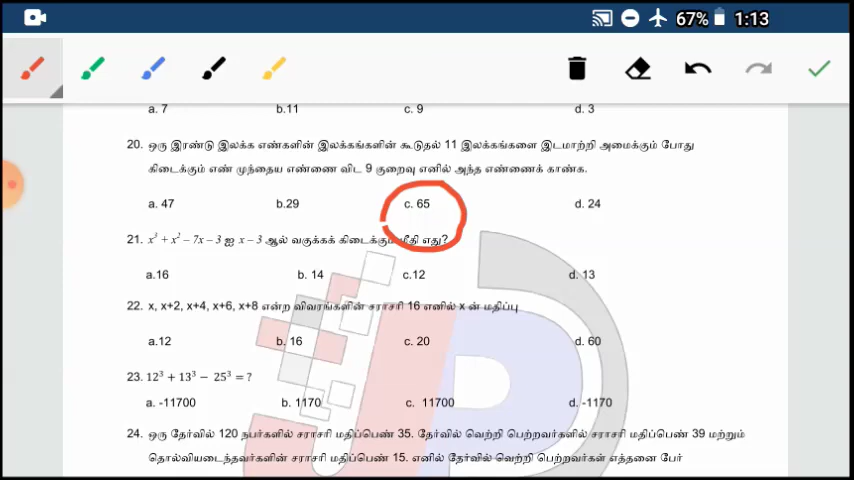 67% 1:13
a. 7 b.11 c. 9 d. 3
20. ஒரு இரண்டு இலக்க எண்களின் இலக்கங்களின் கூடுதல் 11 இலக்கங்களை இடமாற்றி அமைக்கும் போது
கிடைக்கும் எண் முந்தைய எண்ணை விட 9 குறைவு எனில் அந்த எண்ணைக் காண்க.
a. 47 b.29 c. 65 d. 24
21. x³ + x² − 7x − 3 ஐ x − 3 ஆல் வகுக்கக் கிடைக்கும் மீதி எது?
a.16 b. 14 c.12 d. 13
22. x, x+2, x+4, x+6, x+8 என்ற விவரங்களின் சராசரி 16 எனில் x ன் மதிப்பு
a.12 b. 16 c. 20 d. 60
23. 12³ + 13³ − 25³ = ?
a. -11700 b. 1170 c. 11700 d. -1170
24. ஒரு தேர்வில் 120 நபர்களில் சராசரி மதிப்பெண் 35. தேர்வில் வெற்றி பெற்றவர்களில் சராசரி மதிப்பெண் 39 மற்றும்
தொல்வியடைந்தவர்களின் சராசரி மதிப்பெண் 15. எனில் தேர்வில் வெற்றி பெற்றவர்கள் எத்தனை பேர்